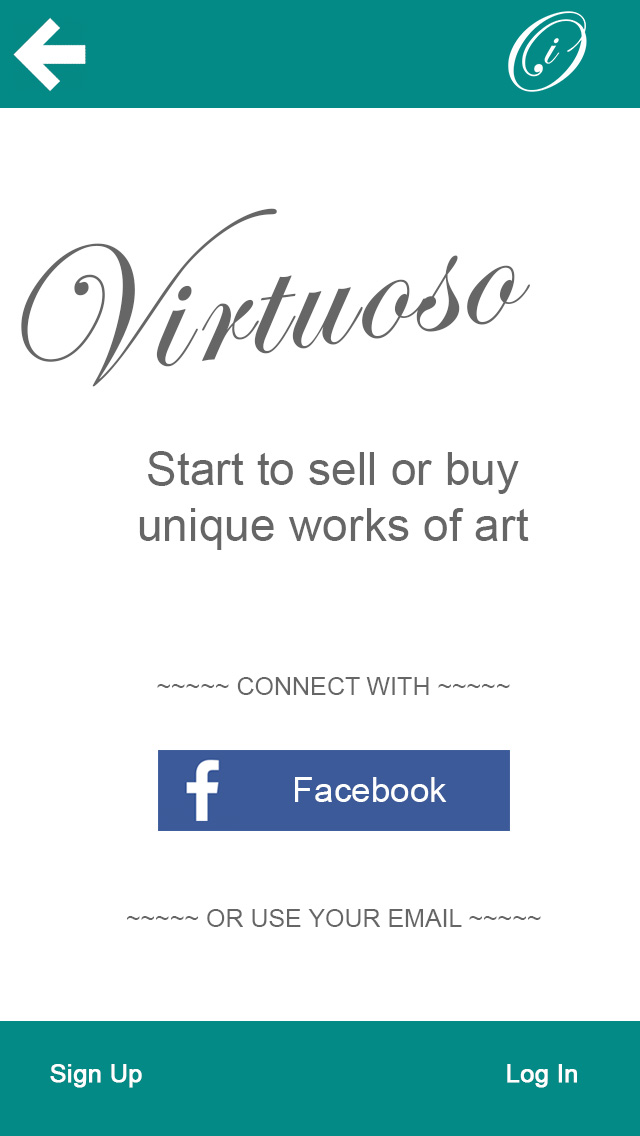 i
Virtuoso
Start to sell or buy
unique works of art
~~~~~ CONNECT WITH ~~~~~
f Facebook
~~~~~ OR USE YOUR EMAIL ~~~~~
Sign Up
Log In